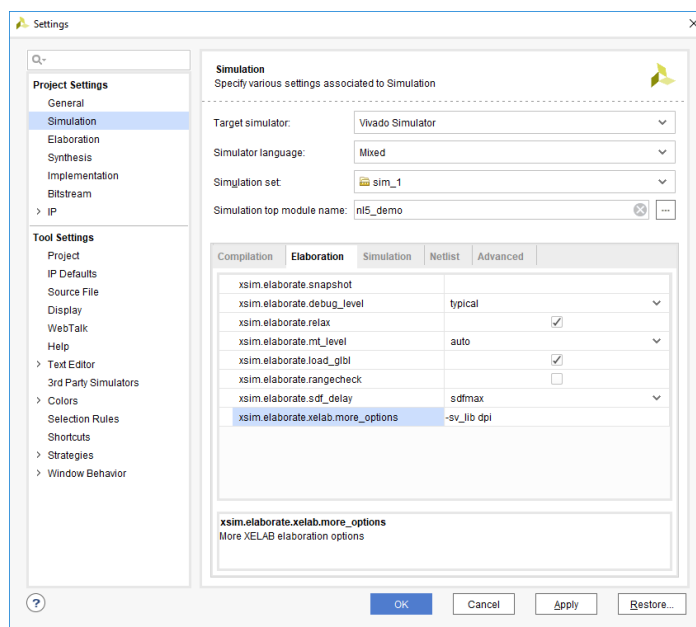 Settings
Project Settings
General
Simulation
Elaboration
Synthesis
Implementation
Bitstream
IP
Tool Settings
Project
IP Defaults
Source File
Display
WebTalk
Help
Text Editor
3rd Party Simulators
Colors
Selection Rules
Shortcuts
Strategies
Window Behavior
Simulation
Specify various settings associated to Simulation
Target simulator: Vivado Simulator
Simulator language: Mixed
Simulation set: sim_1
Simulation top module name: nl5_demo
Compilation Elaboration Simulation Netlist Advanced
xsim.elaborate.snapshot
xsim.elaborate.debug_level typical
xsim.elaborate.relax
xsim.elaborate.mt_level auto
xsim.elaborate.load_glbl
xsim.elaborate.rangecheck
xsim.elaborate.sdf_delay sdfmax
xsim.elaborate.xelab.more_options -sv_lib dpi
xsim.elaborate.xelab.more_options
More XELAB elaboration options
? OK Cancel Apply Restore...